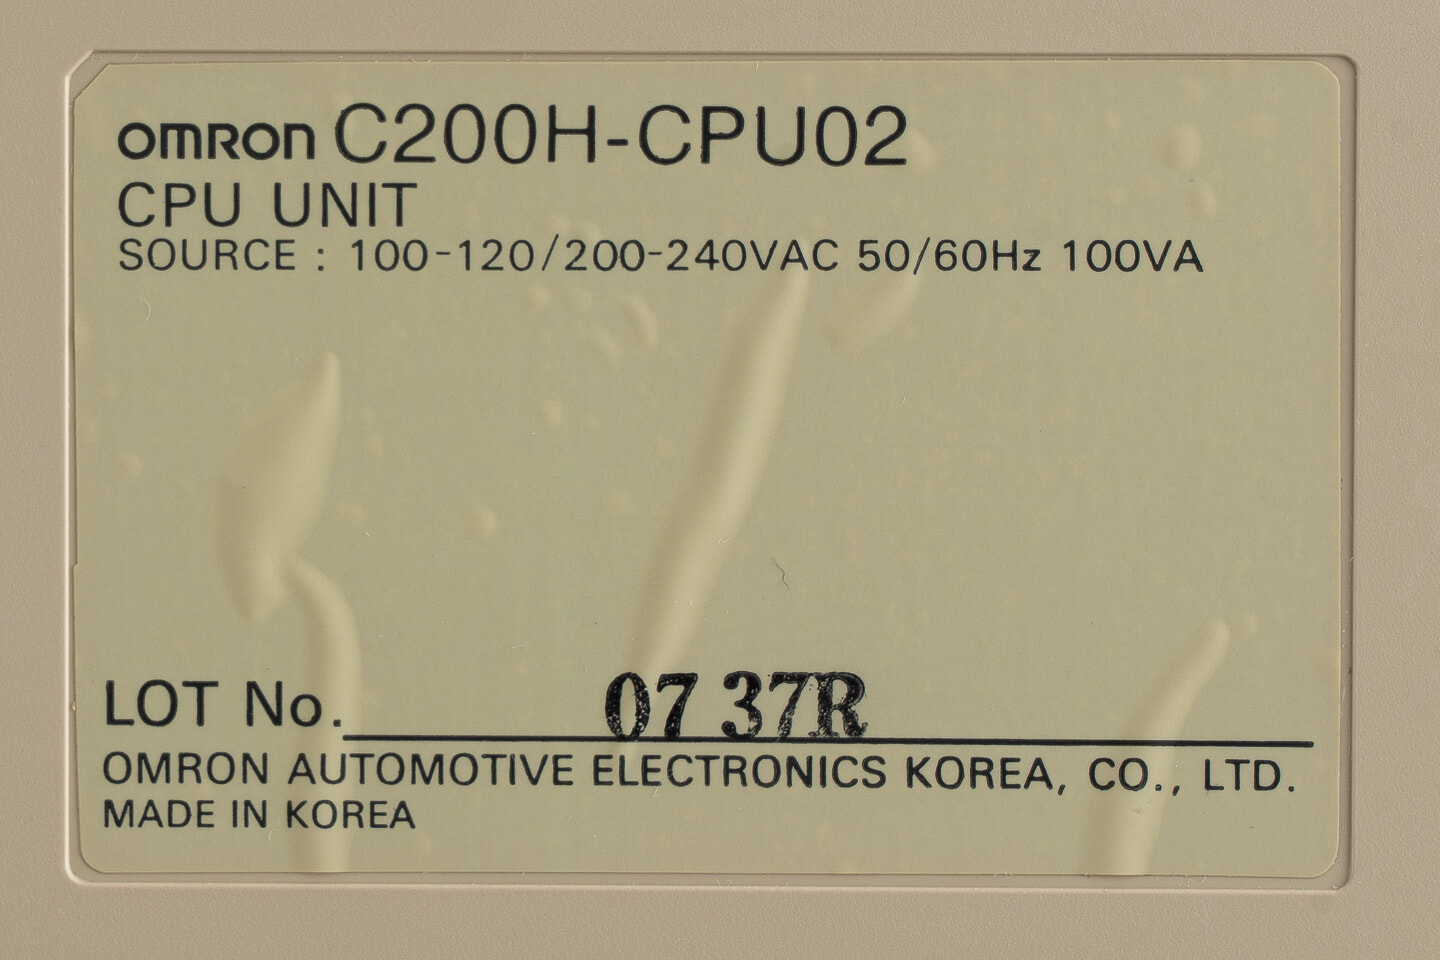 omron C200H-CPU02
CPU UNIT
SOURCE : 100-120/200-240VAC 50/60Hz 100VA
LOT No. 07 37R
OMRON AUTOMOTIVE ELECTRONICS KOREA, CO., LTD.
MADE IN KOREA